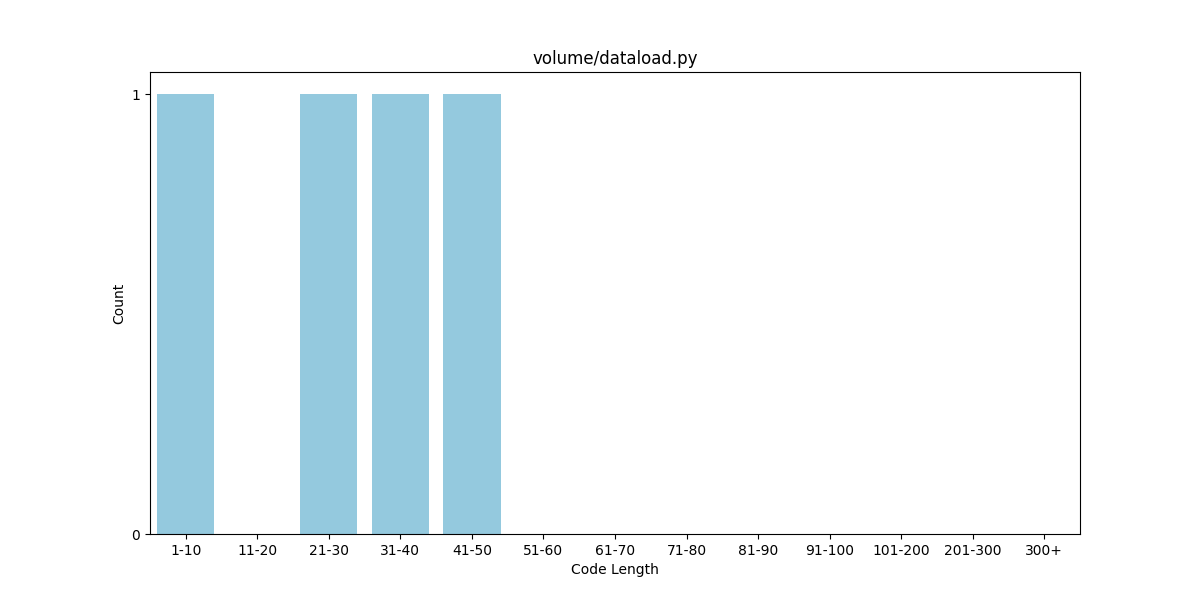 volume/dataload.py
1
Count
0
1-10 11-20 21-30 31-40 41-50 51-60 61-70 71-80 81-90 91-100 101-200 201-300 300+
Code Length